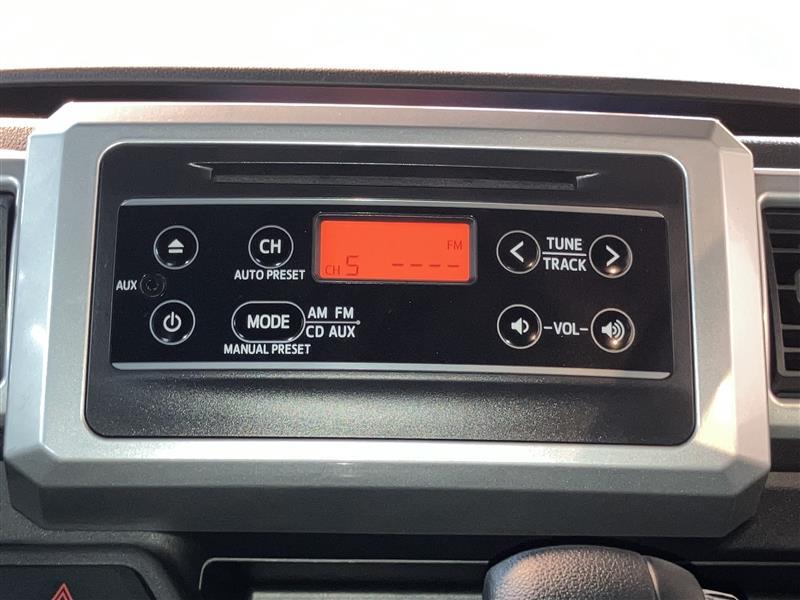 CH
AUTO PRESET
FM
CH 5 ----
TUNE
TRACK
AUX
MODE
AM FM
CD AUX
MANUAL PRESET
-VOL-